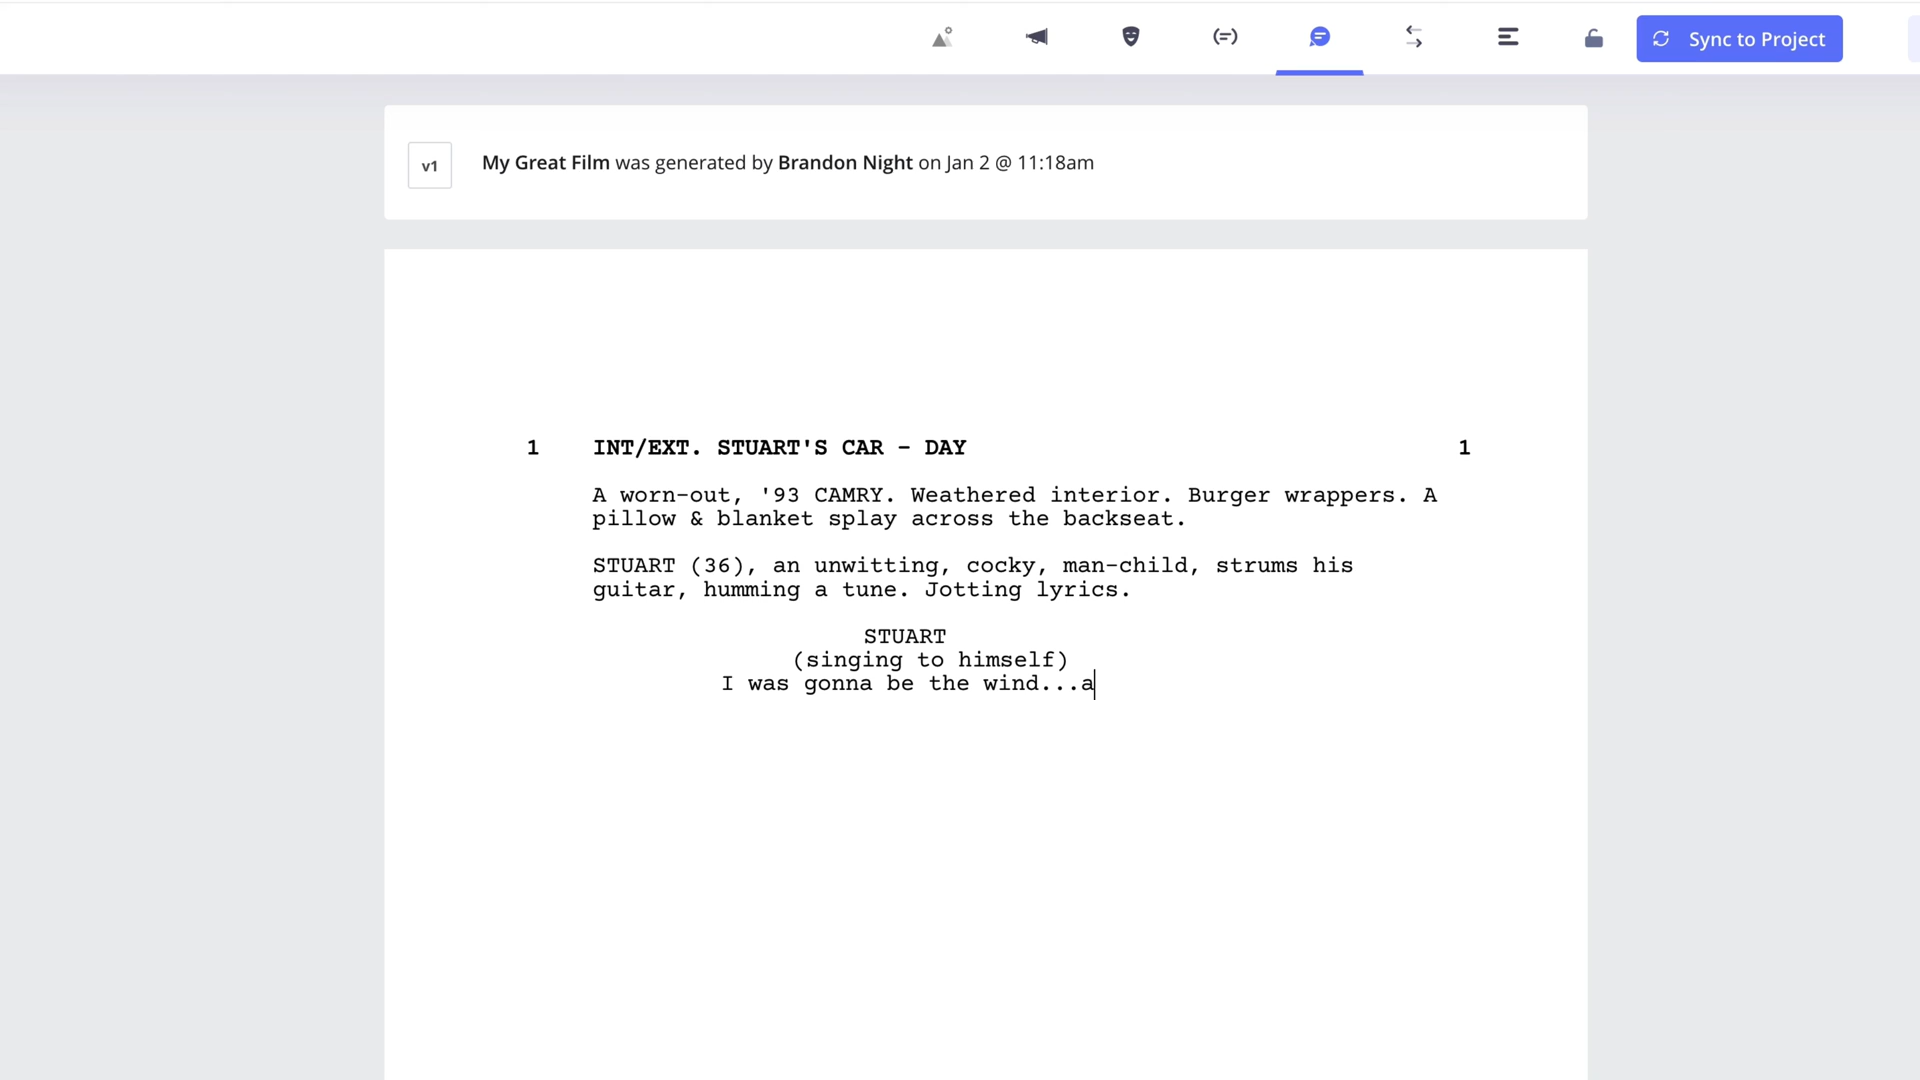 Sync to Project
v1
My Great Film was generated by Brandon Night on Jan 2 @ 11:18am
1 INT/EXT. STUART'S CAR - DAY 1
A worn-out, '93 CAMRY. Weathered interior. Burger wrappers. A
pillow & blanket splay across the backseat.
STUART (36), an unwitting, cocky, man-child, strums his
guitar, humming a tune. Jotting lyrics.
STUART
(singing to himself)
I was gonna be the wind...a